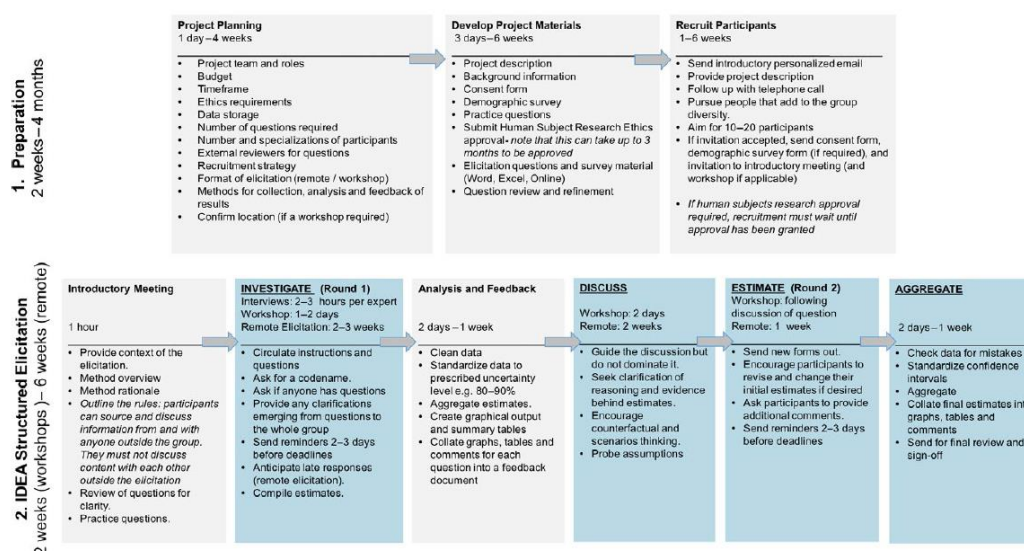 1. Preparation
2 weeks–4 months
Project Planning
1 day–4 weeks
• Project team and roles
• Budget
• Timeframe
• Ethics requirements
• Data storage
• Number of questions required
• Number and specializations of participants
• External reviewers for questions
• Recruitment strategy
• Format of elicitation (remote / workshop)
• Methods for collection, analysis and feedback of
results
• Confirm location (if a workshop required)
Develop Project Materials
3 days–6 weeks
• Project description
• Background information
• Consent form
• Demographic survey
• Practice questions
• Submit Human Subject Research Ethics
approval- note that this can take up to 3
months to be approved
• Elicitation questions and survey material
(Word, Excel, Online)
• Question review and refinement
Recruit Participants
1–6 weeks
• Send introductory personalized email
• Provide project description
• Follow up with telephone call
• Pursue people that add to the group
diversity.
• Aim for 10–20 participants
• If invitation accepted, send consent form,
demographic survey form (if required), and
invitation to introductory meeting (and
workshop if applicable)
• If human subjects research approval
required, recruitment must wait until
approval has been granted
2. IDEA Structured Elicitation
2 weeks (workshops)– 6 weeks (remote)
Introductory Meeting
1 hour
• Provide context of the
elicitation.
• Method overview
• Method rationale
• Outline the rules: participants
can source and discuss
information from and with
anyone outside the group.
They must not discuss
content with each other
outside the elicitation
• Review of questions for
clarity.
• Practice questions.
INVESTIGATE (Round 1)
Interviews: 2–3 hours per expert
Workshop: 1–2 days
Remote Elicitation: 2–3 weeks
• Circulate instructions and
questions
• Ask for a codename.
• Ask if anyone has questions
• Provide any clarifications
emerging from questions to
the whole group
• Send reminders 2–3 days
before deadlines
• Anticipate late responses
(remote elicitation).
• Compile estimates.
Analysis and Feedback
2 days–1 week
• Clean data
• Standardize data to
prescribed uncertainty
level e.g. 80–90%
• Aggregate estimates.
• Create graphical output
and summary tables
• Collate graphs, tables and
comments for each
question into a feedback
document
DISCUSS
Workshop: 2 days
Remote: 2 weeks
• Guide the discussion but
do not dominate it.
• Seek clarification of
reasoning and evidence
behind estimates.
• Encourage
counterfactual and
scenarios thinking.
• Probe assumptions
ESTIMATE (Round 2)
Workshop: following
discussion of question
Remote: 1 week
• Send new forms out.
• Encourage participants to
revise and change their
initial estimates if desired
• Ask participants to provide
additional comments.
• Send reminders 2–3 days
before deadlines
AGGREGATE
2 days–1 week
• Check data for mistakes
• Standardize confidence
intervals
• Aggregate
• Collate final estimates int
graphs, tables and
comments
• Send for final review and
sign-off